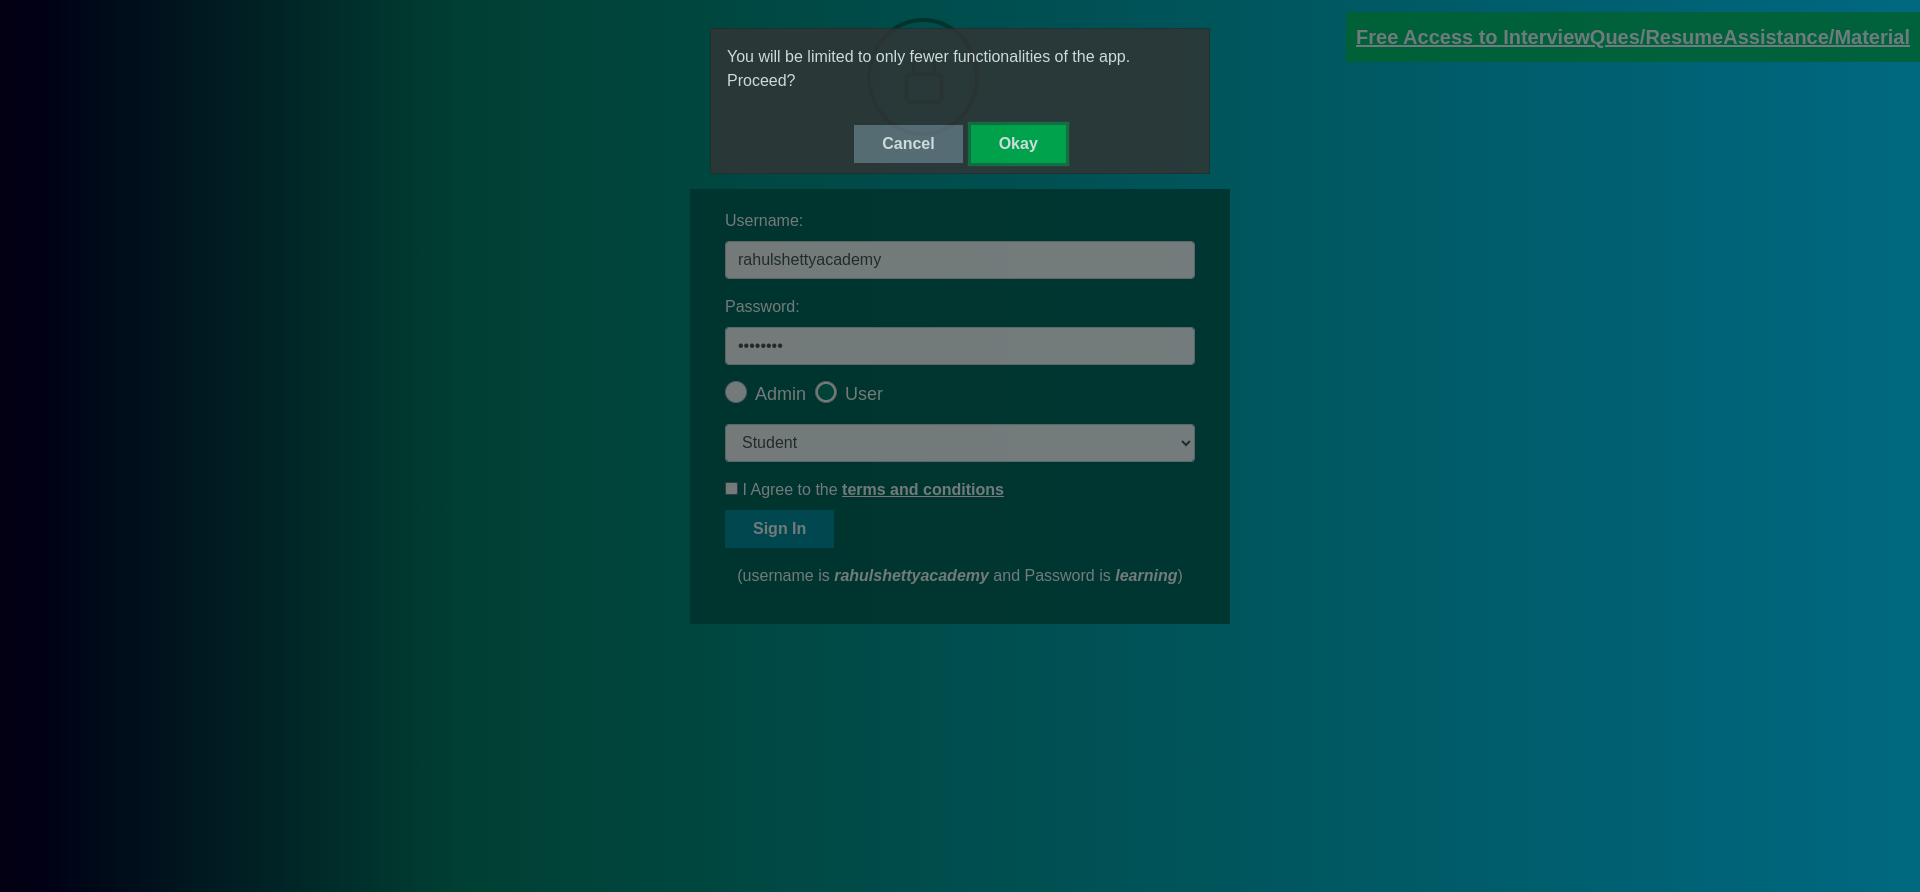 Free Access to InterviewQues/ResumeAssistance/Material
You will be limited to only fewer functionalities of the app.
Proceed?
Cancel Okay
Username:
rahulshettyacademy
Password:
••••••••
Admin User
Student
I Agree to the terms and conditions
Sign In
(username is rahulshettyacademy and Password is learning)